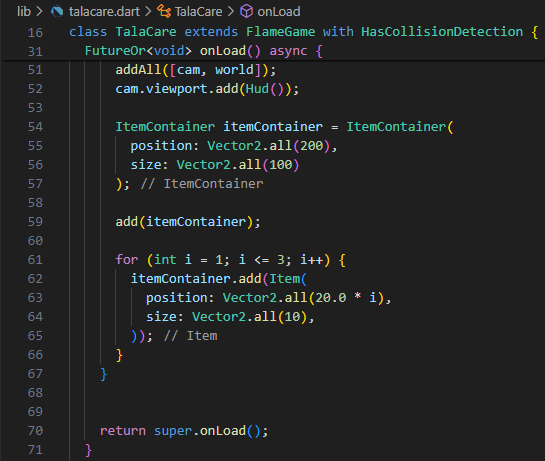 lib > talacare.dart > TalaCare > onLoad
16 class TalaCare extends FlameGame with HasCollisionDetection {
31 FutureOr<void> onLoad() async {
51 addAll([cam, world]);
52 cam.viewport.add(Hud());
53
54 ItemContainer itemContainer = ItemContainer(
55 position: Vector2.all(200),
56 size: Vector2.all(100)
57 ); // ItemContainer
58
59 add(itemContainer);
60
61 for (int i = 1; i <= 3; i++) {
62 itemContainer.add(Item(
63 position: Vector2.all(20.0 * i),
64 size: Vector2.all(10),
65 )); // Item
66 }
67 }
68
69
70 return super.onLoad();
71 }